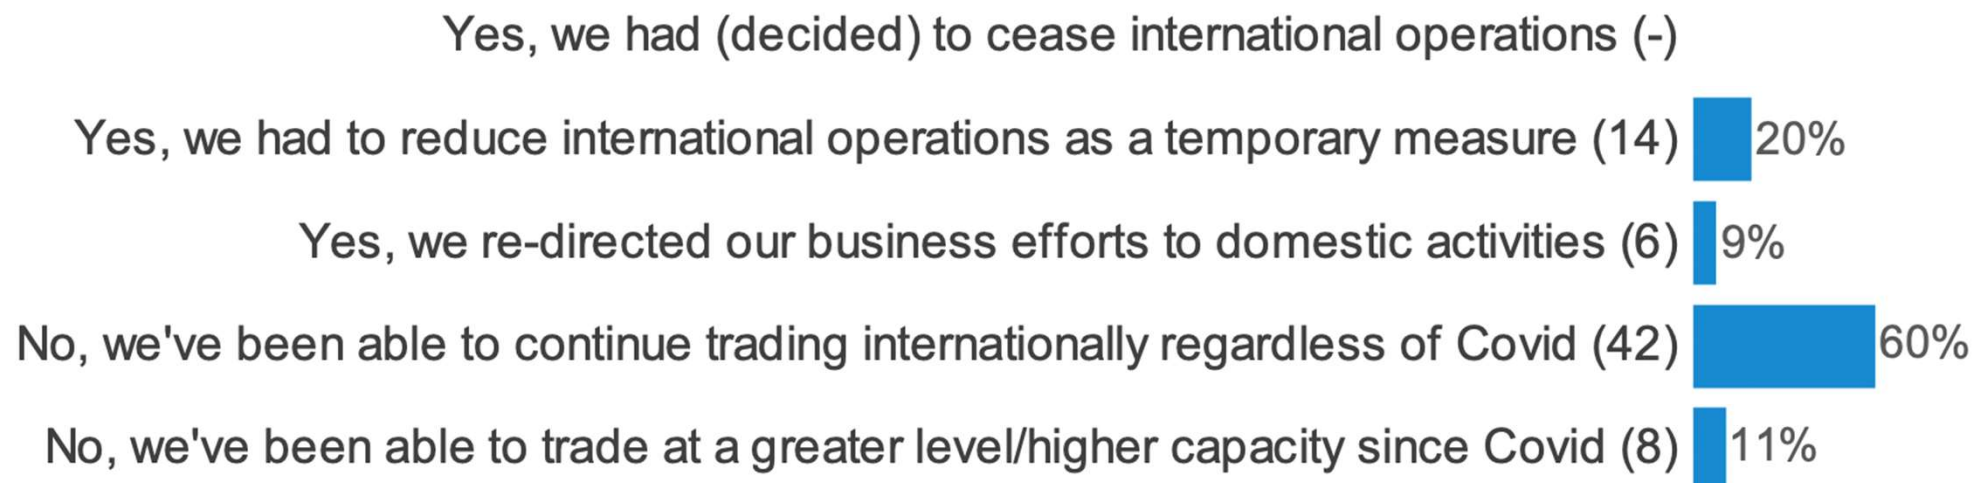 Yes, we had (decided) to cease international operations (-)
Yes, we had to reduce international operations as a temporary measure (14) 20%
Yes, we re-directed our business efforts to domestic activities (6) 9%
No, we've been able to continue trading internationally regardless of Covid (42) 60%
No, we've been able to trade at a greater level/higher capacity since Covid (8) 11%